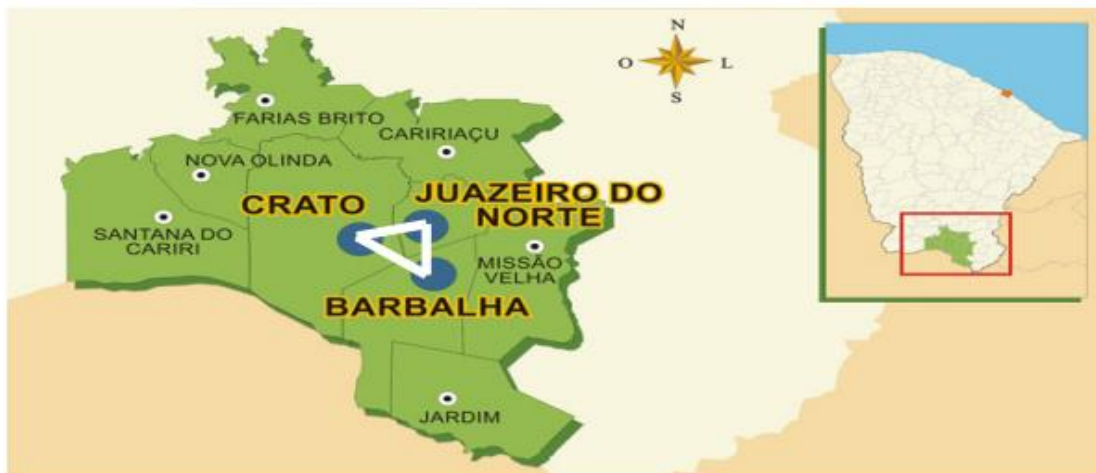 N
O
L
S
FARIAS BRITO
CARIRIAÇU
NOVA OLINDA
CRATO
JUAZEIRO DO
NORTE
SANTANA DO
CARIRI
MISSÃO
VELHA
BARBALHA
JARDIM